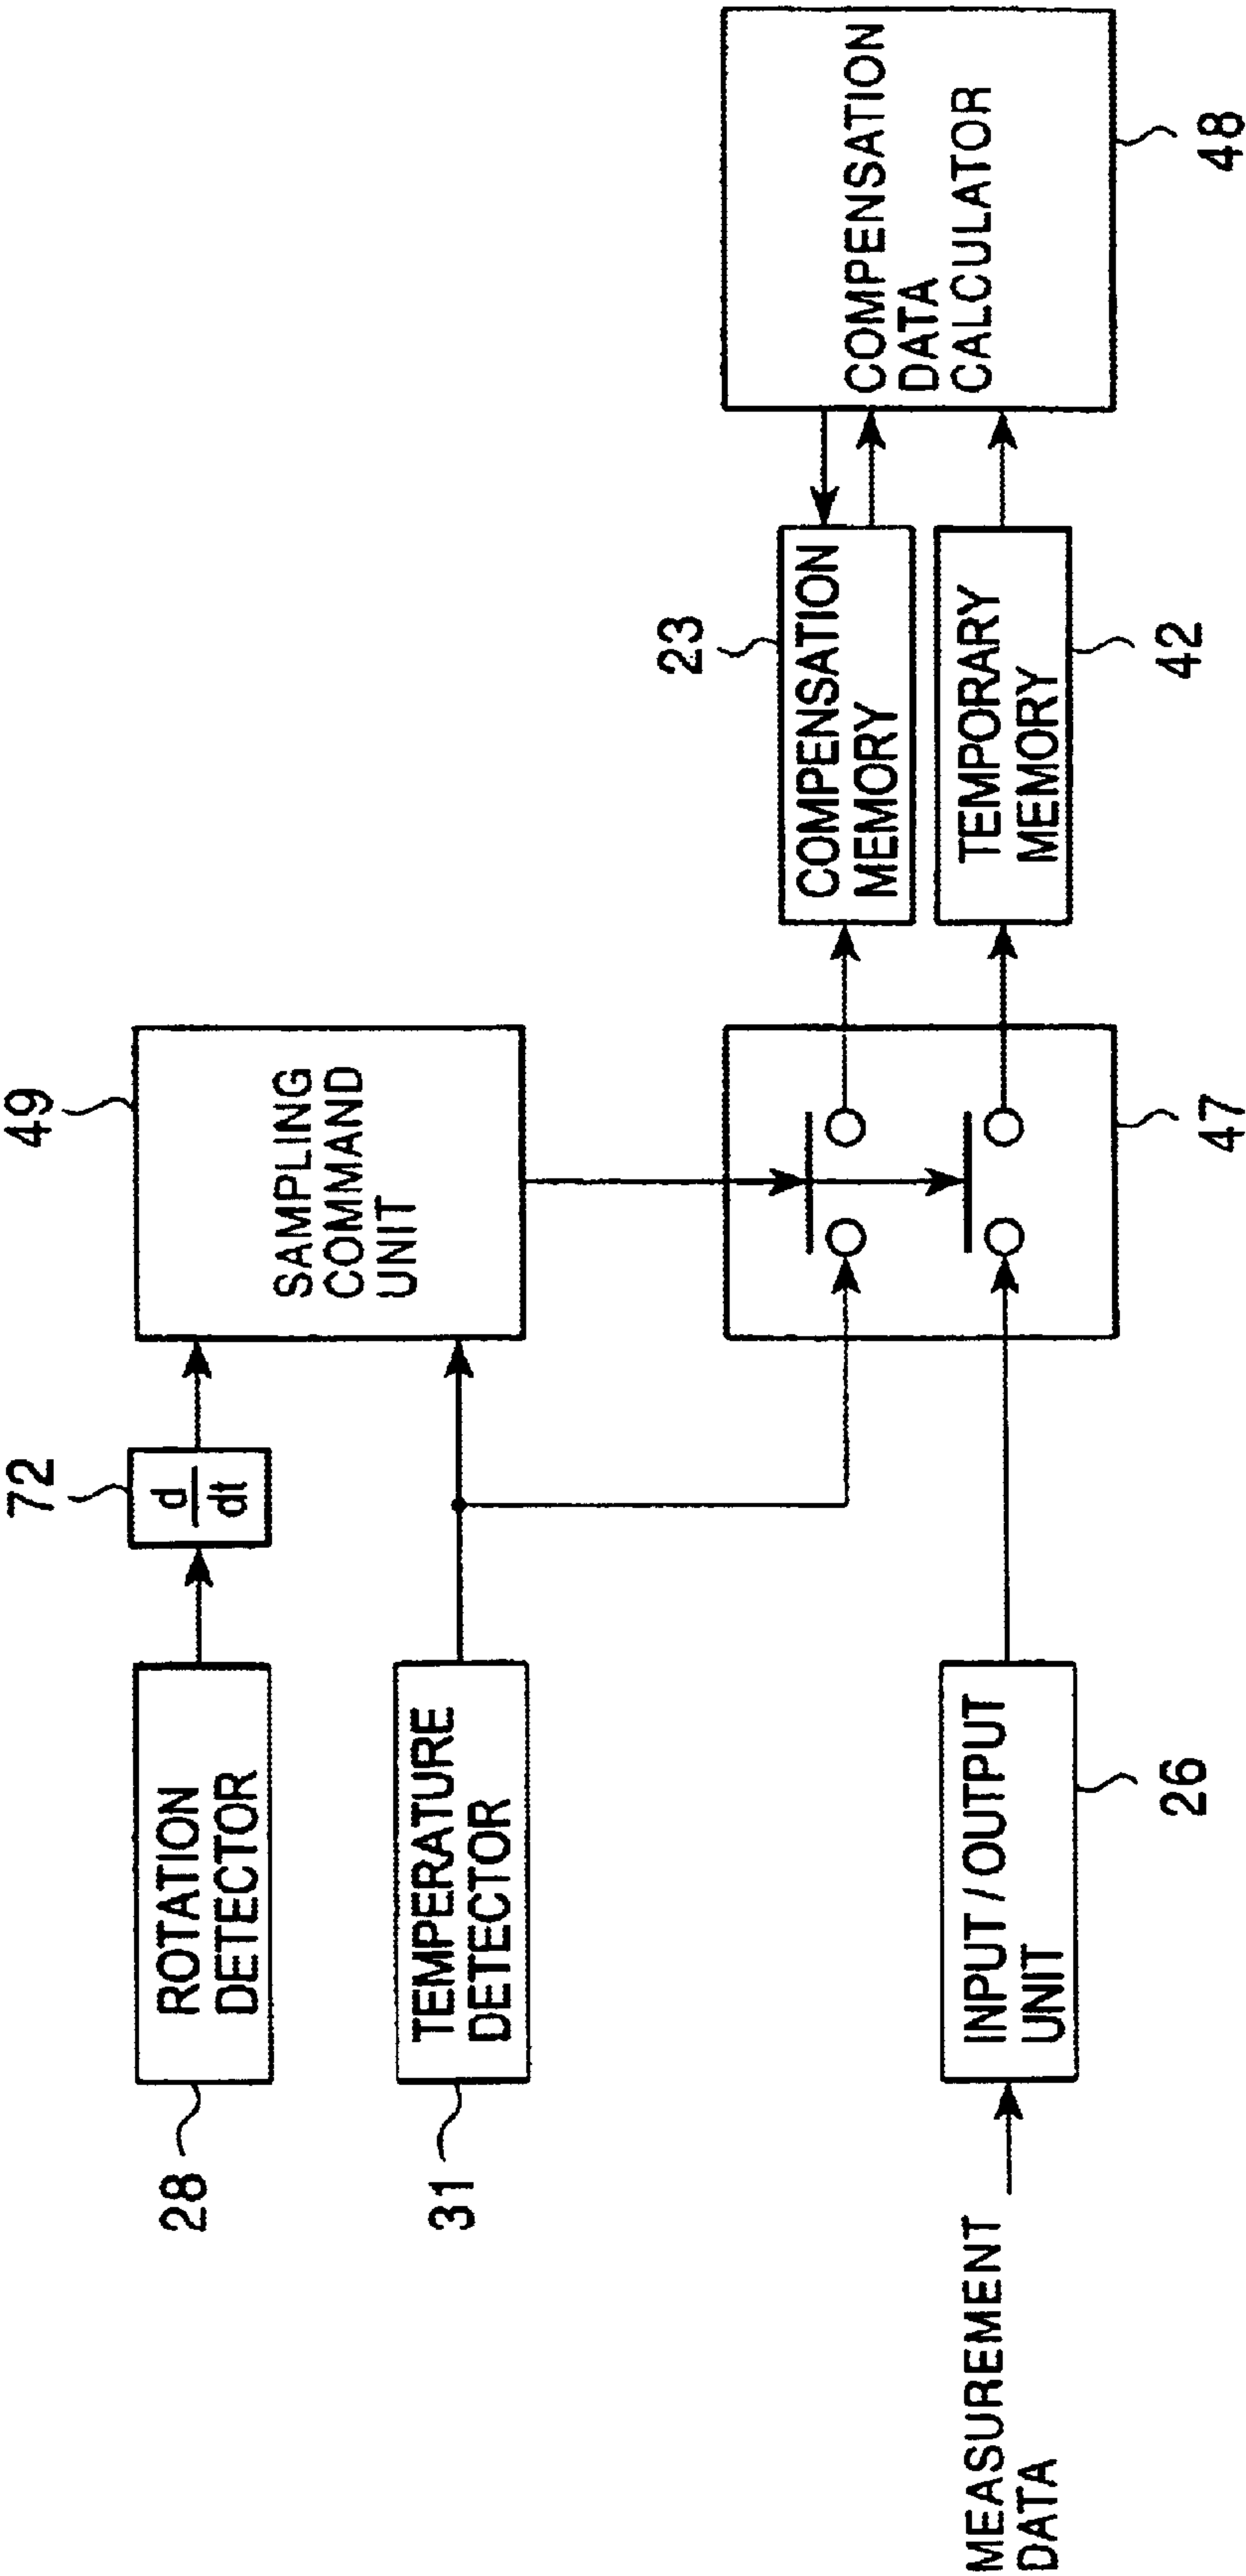 49
72
d
dt
SAMPLING
COMMAND
UNIT
ROTATION
DETECTOR
28
TEMPERATURE
DETECTOR
31
23
COMPENSATION
MEMORY
COMPENSATION
DATA
CALCULATOR
48
TEMPORARY
MEMORY
42
47
INPUT / OUTPUT
UNIT
26
MEASUREMENT
DATA